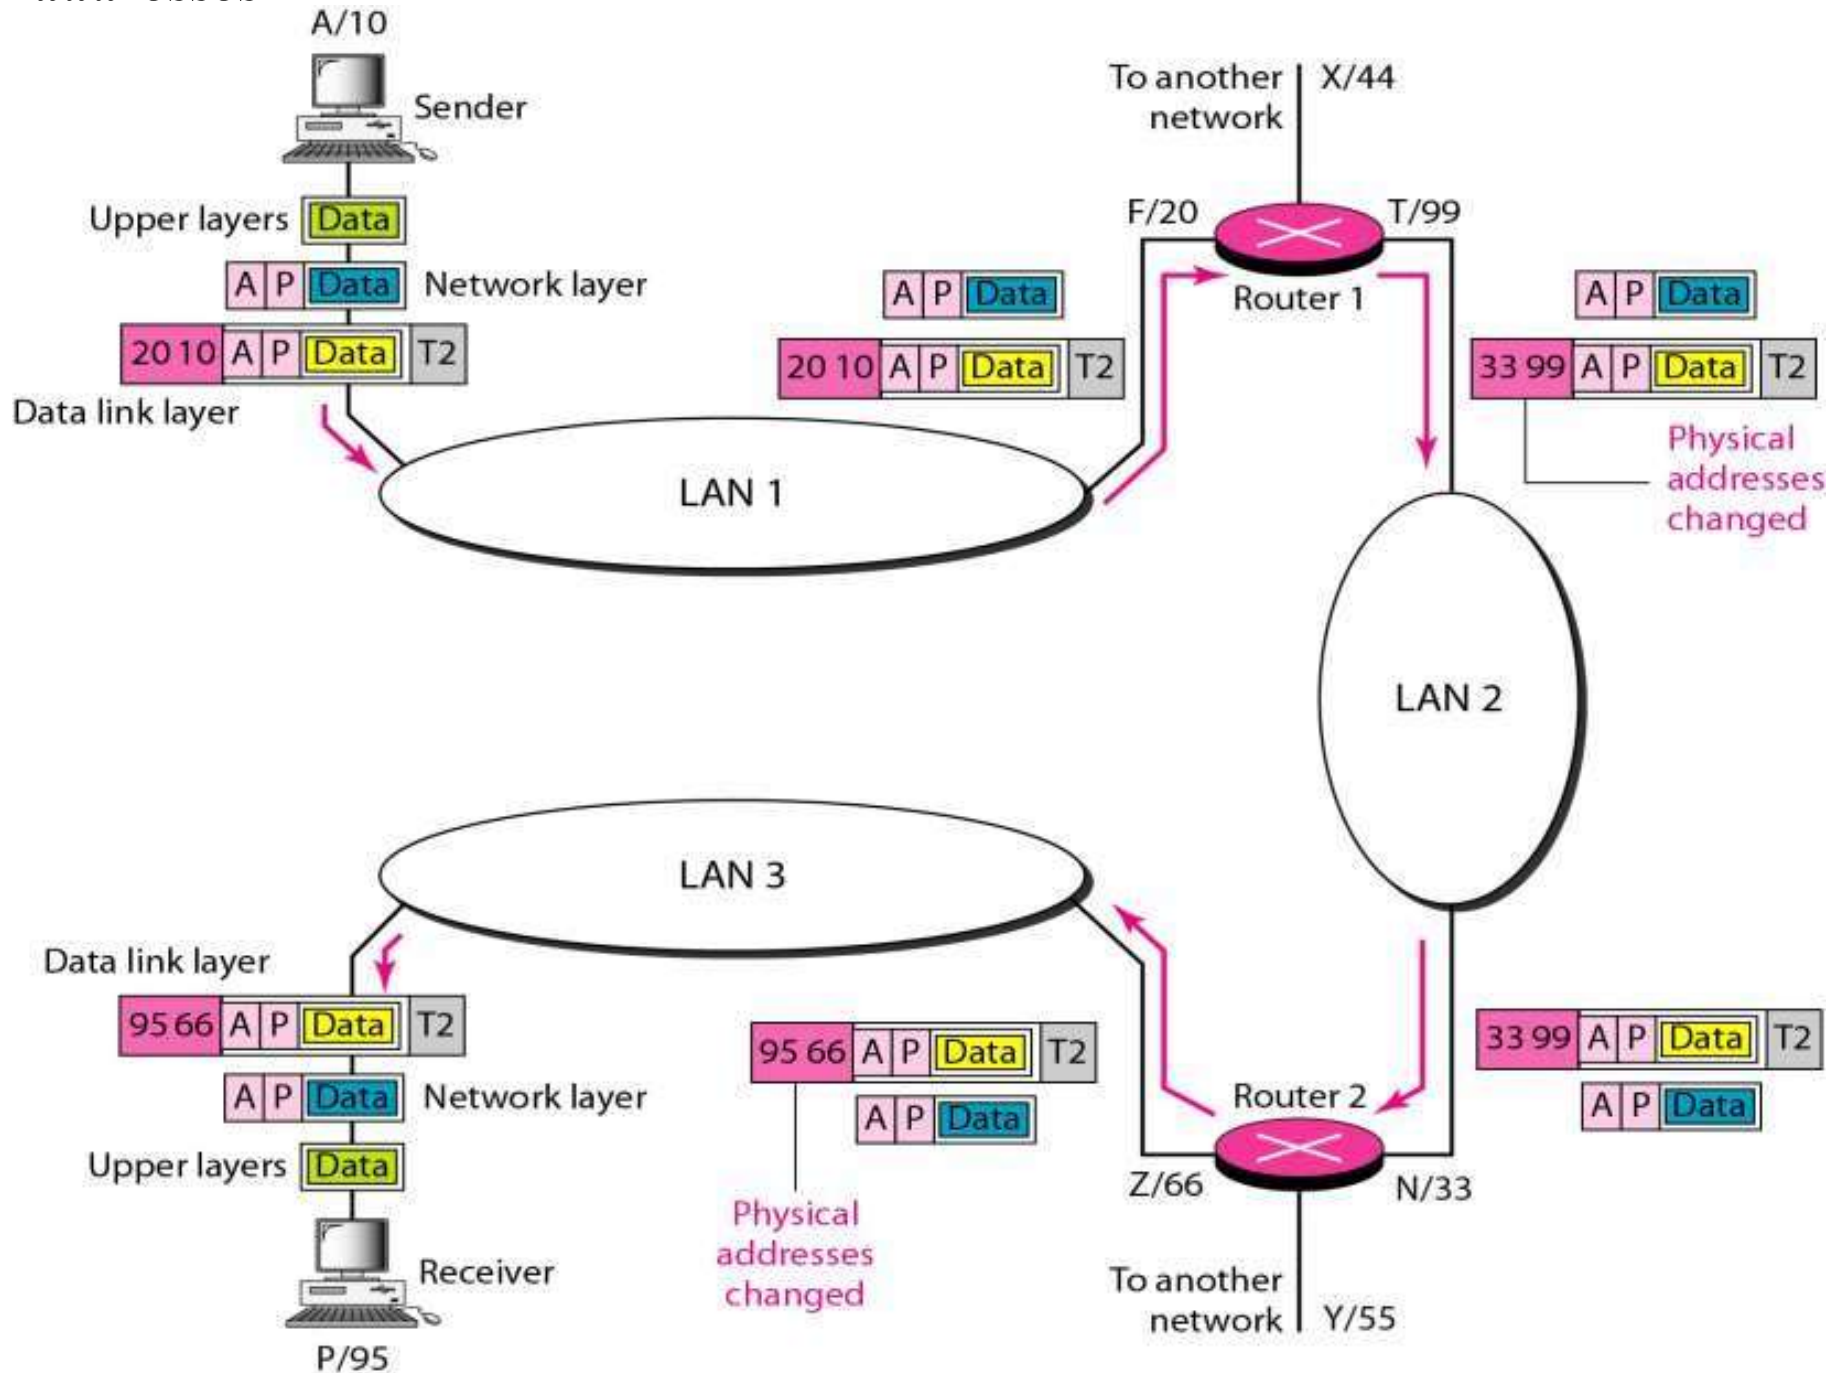 A/10
Sender
To another
network
X/44
Upper layers
Data
F/20
T/99
A P Data
Network layer
A P Data
Router 1
A P Data
20 10 A P Data T2
20 10 A P Data T2
33 99 A P Data T2
Data link layer
Physical
addresses
changed
LAN 1
LAN 2
LAN 3
Data link layer
95 66 A P Data T2
95 66 A P Data T2
33 99 A P Data T2
A P Data
Network layer
A P Data
Router 2
A P Data
Upper layers
Data
Z/66
N/33
Physical
addresses
changed
Receiver
To another
network
Y/55
P/95